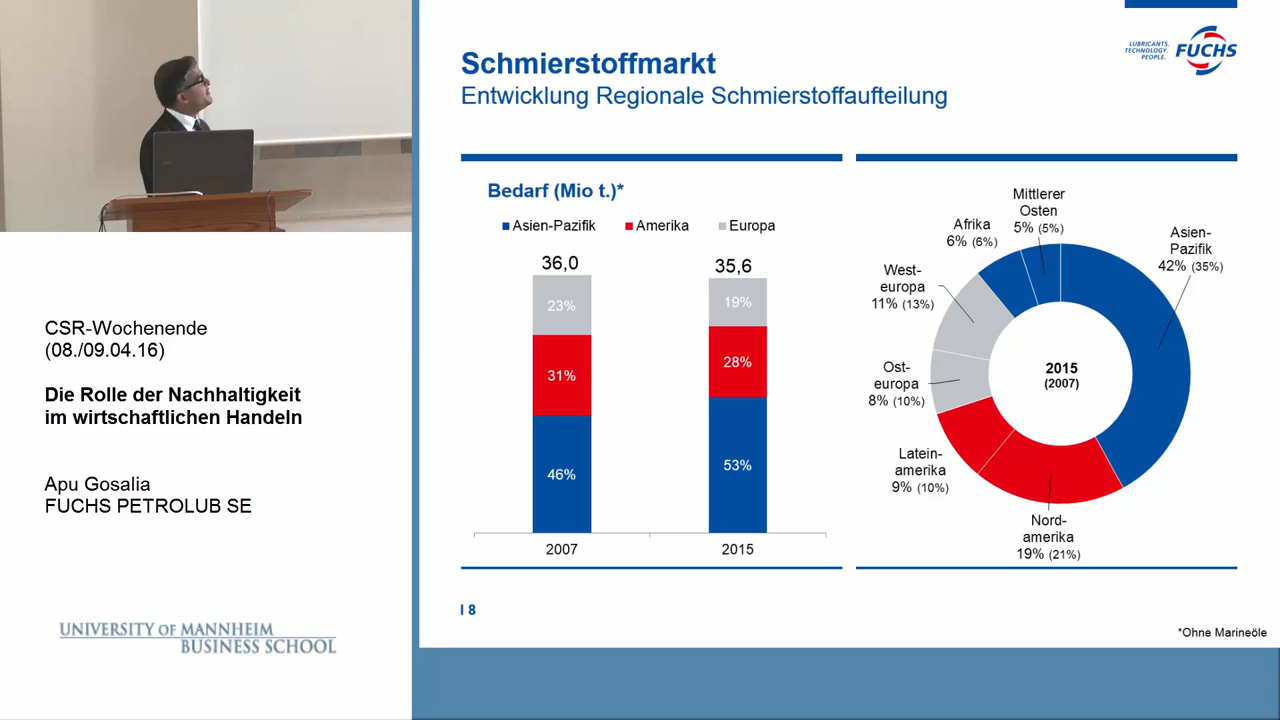 CSR-Wochenende
(08./09.04.16)
Die Rolle der Nachhaltigkeit
im wirtschaftlichen Handeln
Apu Gosalia
FUCHS PETROLUB SE
UNIVERSITY OF MANNHEIM
BUSINESS SCHOOL
LUBRICANTS.
TECHNOLOGY.
PEOPLE.
FUCHS
Schmierstoffmarkt
Entwicklung Regionale Schmierstoffaufteilung
Bedarf (Mio t.)*
Asien-Pazifik Amerika Europa
36,0
23%
31%
46%
2007
35,6
19%
28%
53%
2015
Mittlerer
Osten
5% (5%)
Afrika
6% (6%)
Asien-
Pazifik
42% (35%)
West-
europa
11% (13%)
2015
(2007)
Ost-
europa
8% (10%)
Latein-
amerika
9% (10%)
Nord-
amerika
19% (21%)
I 8
*Ohne Marineöle